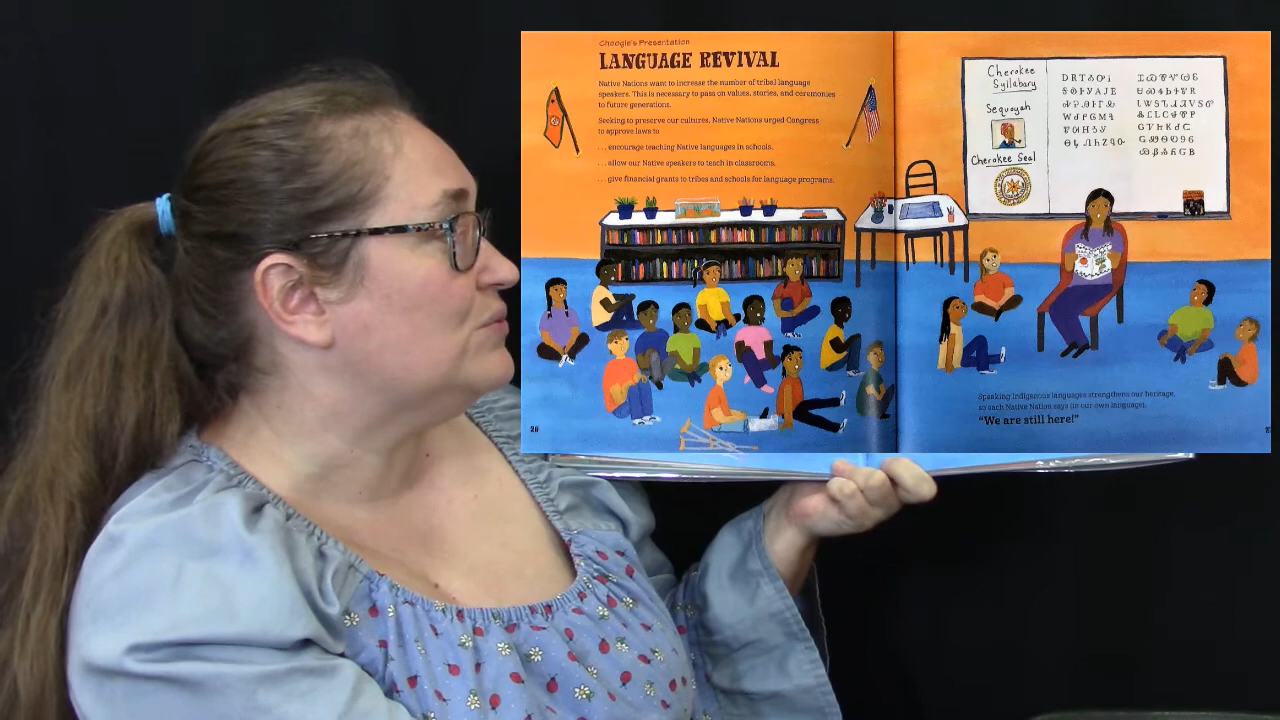 Choogie's Presentation
LANGUAGE REVIVAL
Native Nations want to increase the number of tribal language
speakers. This is necessary to pass on values, stories, and ceremonies
to future generations.
Seeking to preserve our cultures, Native Nations urged Congress
to approve laws to
. . . encourage teaching Native languages in schools.
. . . allow our Native speakers to teach in classrooms.
. . . give financial grants to tribes and schools for language programs.
26
Cherokee
Syllabary
Sequoyah
Cherokee Seal
Speaking Indigenous languages strengthens our heritage,
so each Native Nation says (in our own language),
"We are still here!"